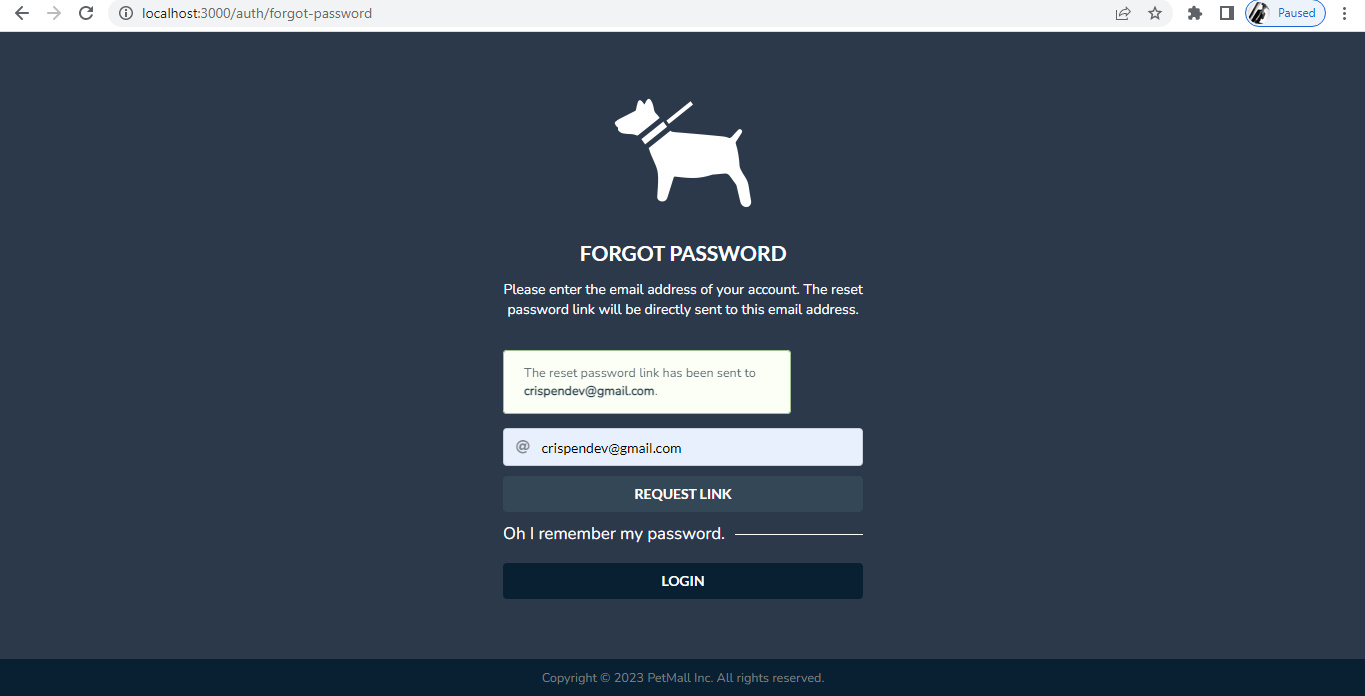 localhost:3000/auth/forgot-password
Paused
FORGOT PASSWORD
Please enter the email address of your account. The reset
password link will be directly sent to this email address.
The reset password link has been sent to
crispendev@gmail.com.
@ crispendev@gmail.com
REQUEST LINK
Oh I remember my password.
LOGIN
Copyright © 2023 PetMall Inc. All rights reserved.